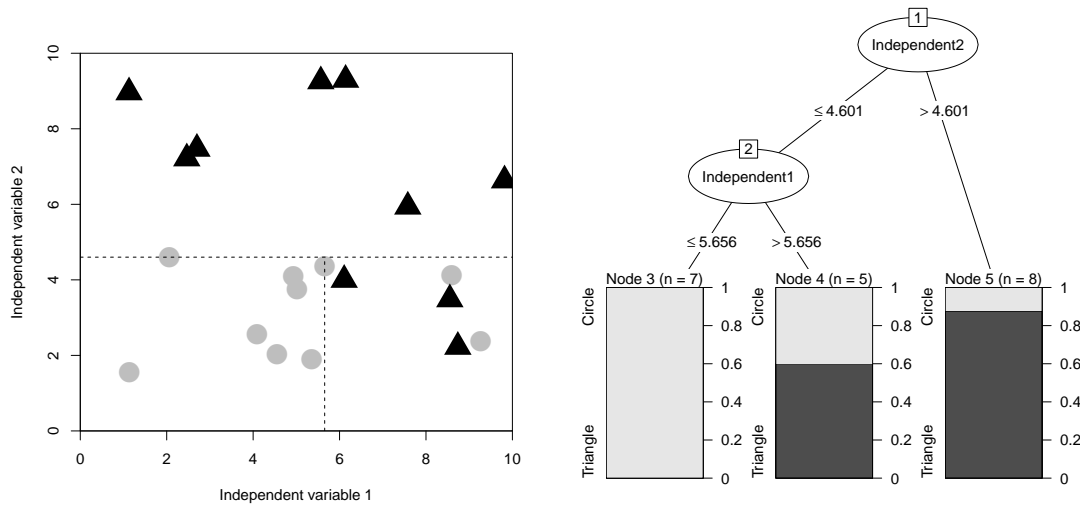 10
8
6
4
2
0
Independent variable 2
0 2 4 6 8 10
Independent variable 1
1
Independent2
≤ 4.601
> 4.601
2
Independent1
≤ 5.656
> 5.656
Node 3 (n = 7)
Circle
Triangle
1
0.8
0.6
0.4
0.2
0
Node 4 (n = 5)
Circle
Triangle
1
0.8
0.6
0.4
0.2
0
Node 5 (n = 8)
Circle
Triangle
1
0.8
0.6
0.4
0.2
0